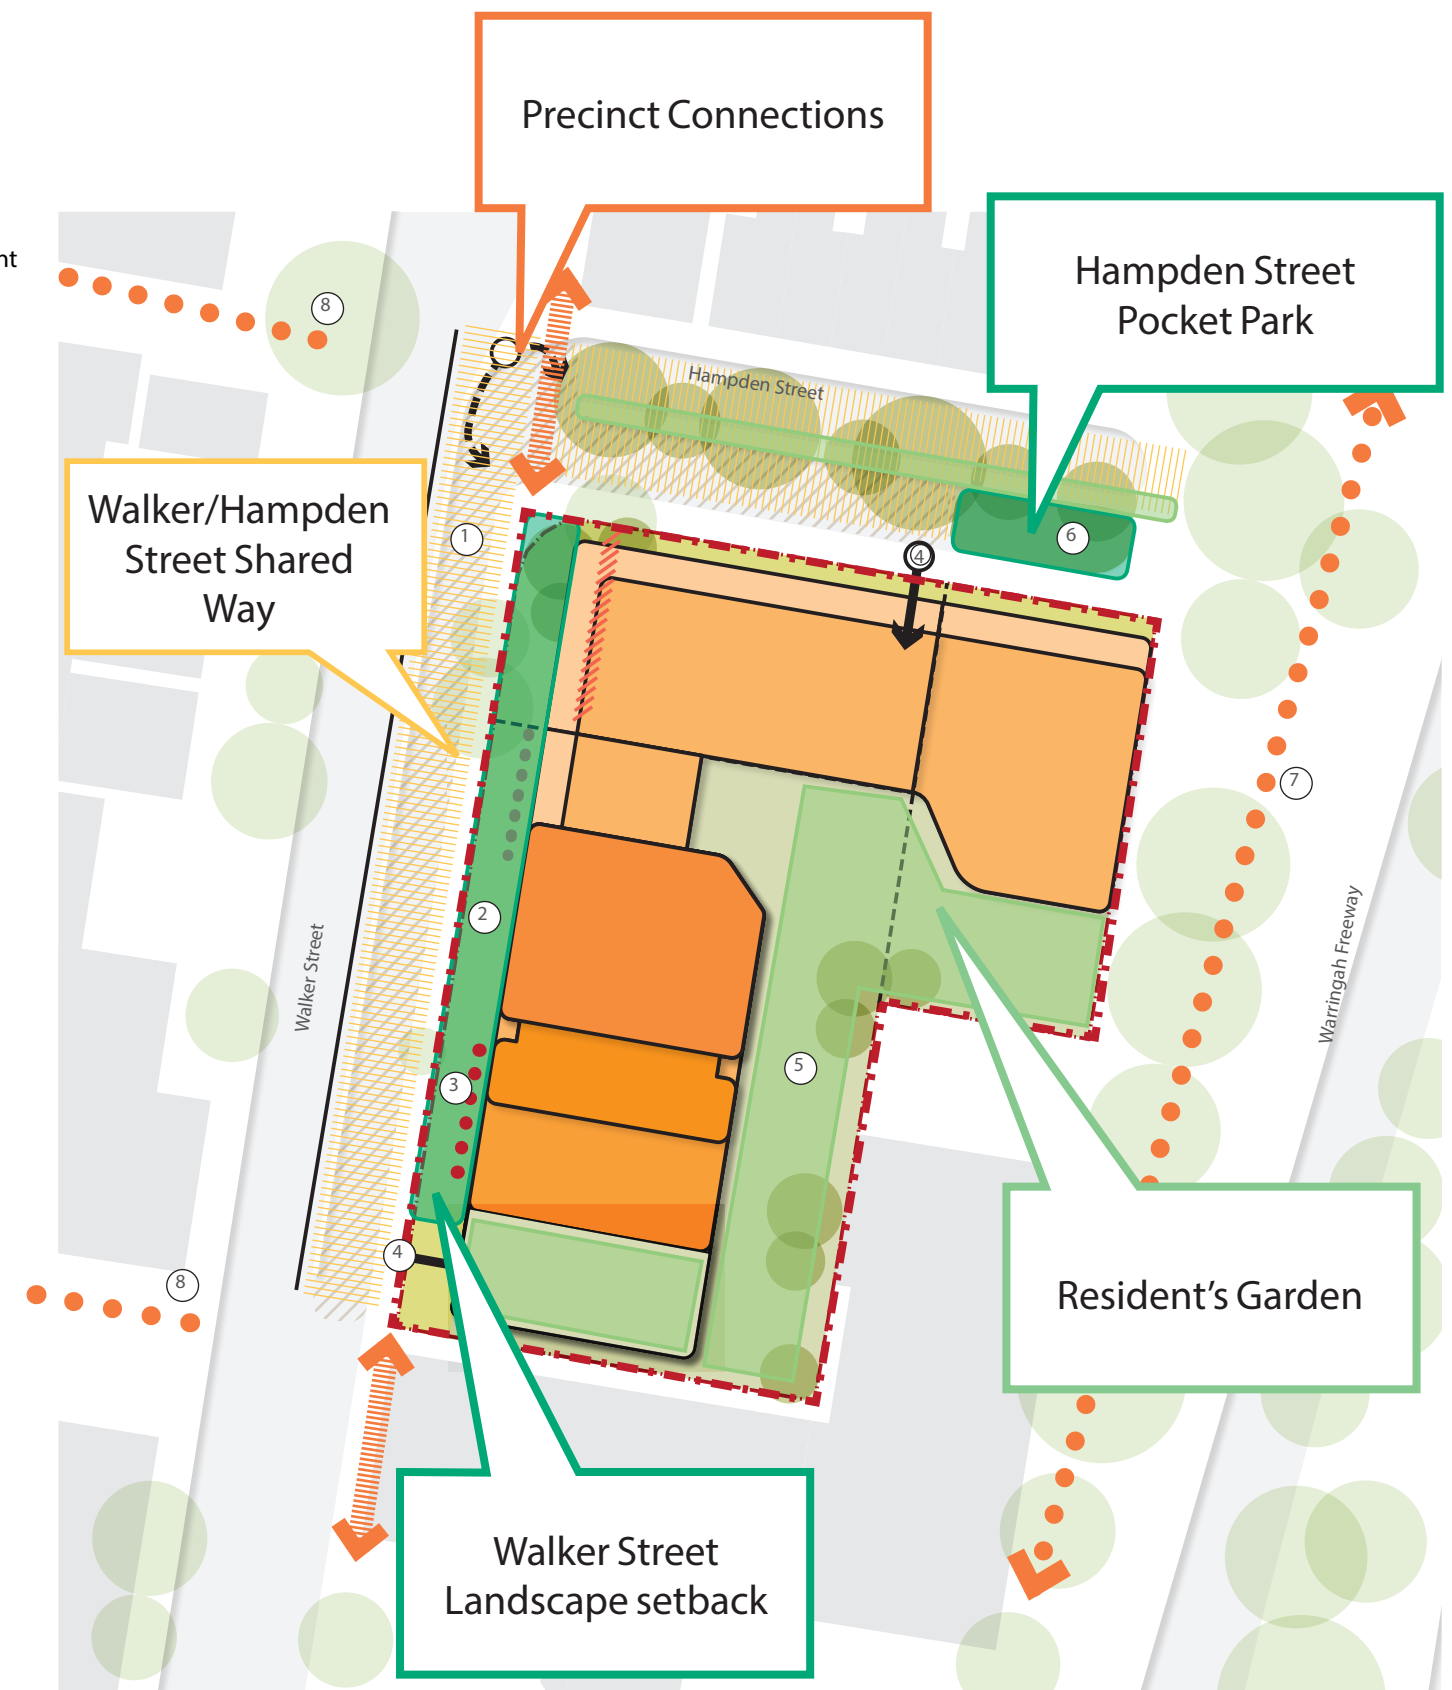 Precinct Connections
Hampden Street
Pocket Park
nt
8
Hampden Street
Walker/Hampden
Street Shared
Way
1
6
4
7
2
Walker Street
Warringah Freeway
3
5
4
8
Resident's Garden
Walker Street
Landscape setback